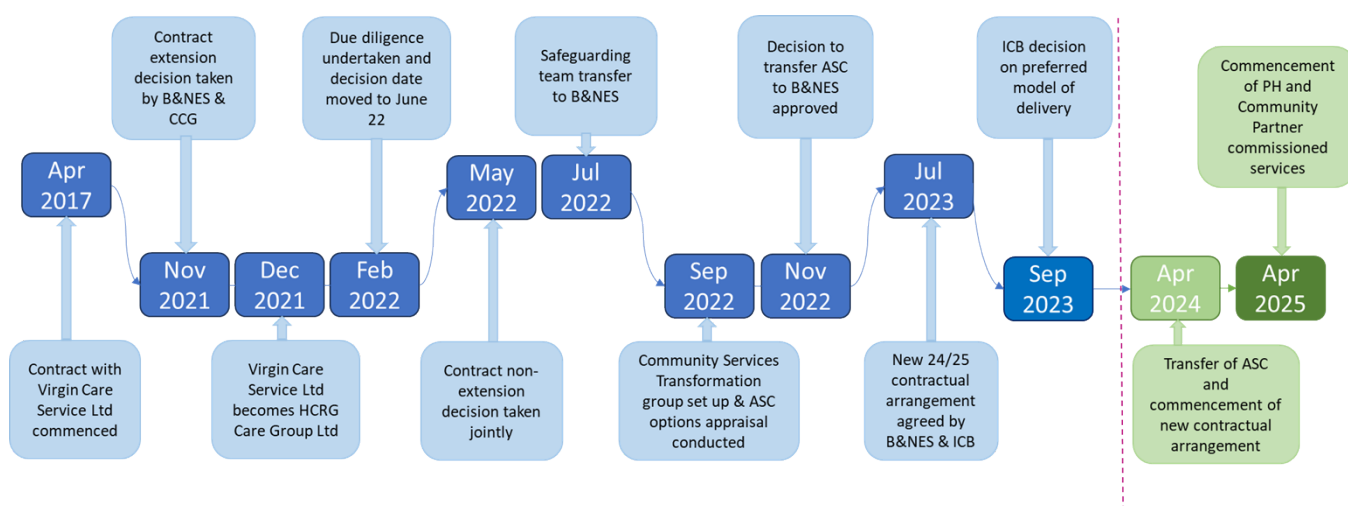 Contract
extension
decision taken
by B&NES &
CCG
Due diligence
undertaken and
decision date
moved to June
22
Safeguarding
team transfer
to B&NES
Decision to
transfer ASC
to B&NES
approved
ICB decision
on preferred
model of
delivery
Commencement
of PH and
Community
Partner
commissioned
services
Apr
2017
Nov
2021
Dec
2021
Feb
2022
May
2022
Jul
2022
Sep
2022
Nov
2022
Jul
2023
Sep
2023
Apr
2024
Apr
2025
Contract with
Virgin Care
Service Ltd
commenced
Virgin Care
Service Ltd
becomes HCRG
Care Group Ltd
Contract non-
extension
decision taken
jointly
Community Services
Transformation
group set up & ASC
options appraisal
conducted
New 24/25
contractual
arrangement
agreed by
B&NES & ICB
Transfer of ASC
and
commencement of
new contractual
arrangement